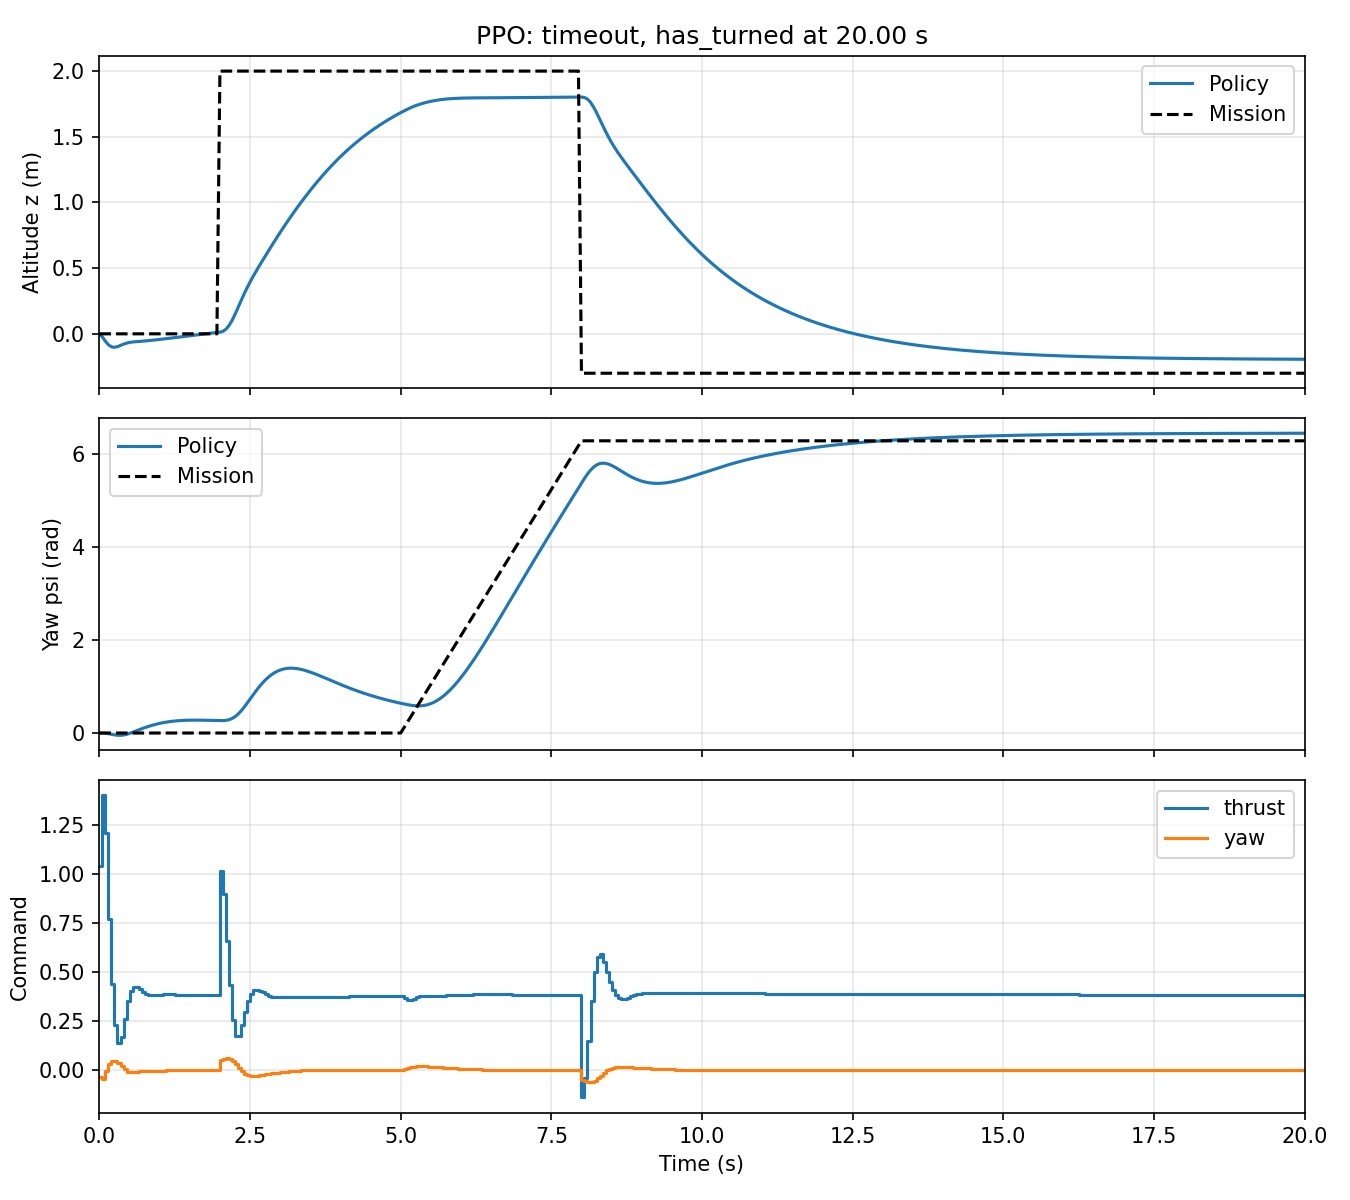 PPO: timeout, has_turned at 20.00 s
Altitude z (m)
2.0
1.5
1.0
0.5
0.0
Policy
Mission
Yaw psi (rad)
6
4
2
0
Policy
Mission
Command
1.25
1.00
0.75
0.50
0.25
0.00
thrust
yaw
0.0 2.5 5.0 7.5 10.0 12.5 15.0 17.5 20.0
Time (s)